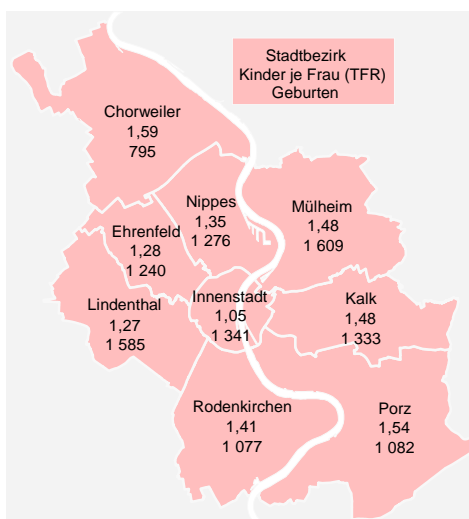 Stadtbezirk
Kinder je Frau (TFR)
Geburten
Chorweiler
1,59
795
Nippes
1,35
1 276
Mülheim
1,48
1 609
Ehrenfeld
1,28
1 240
Lindenthal
1,27
1 585
Innenstadt
1,05
1 341
Kalk
1,48
1 333
Rodenkirchen
1,41
1 077
Porz
1,54
1 082